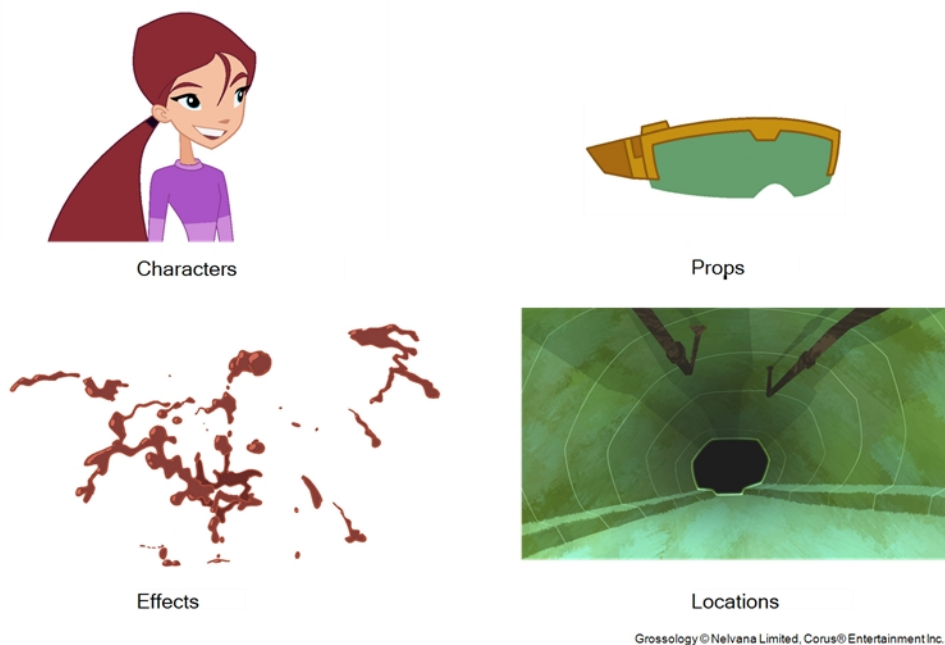 Characters
Props
Effects
Locations
Grossology © Nelvana Limited, Corus® Entertainment Inc.